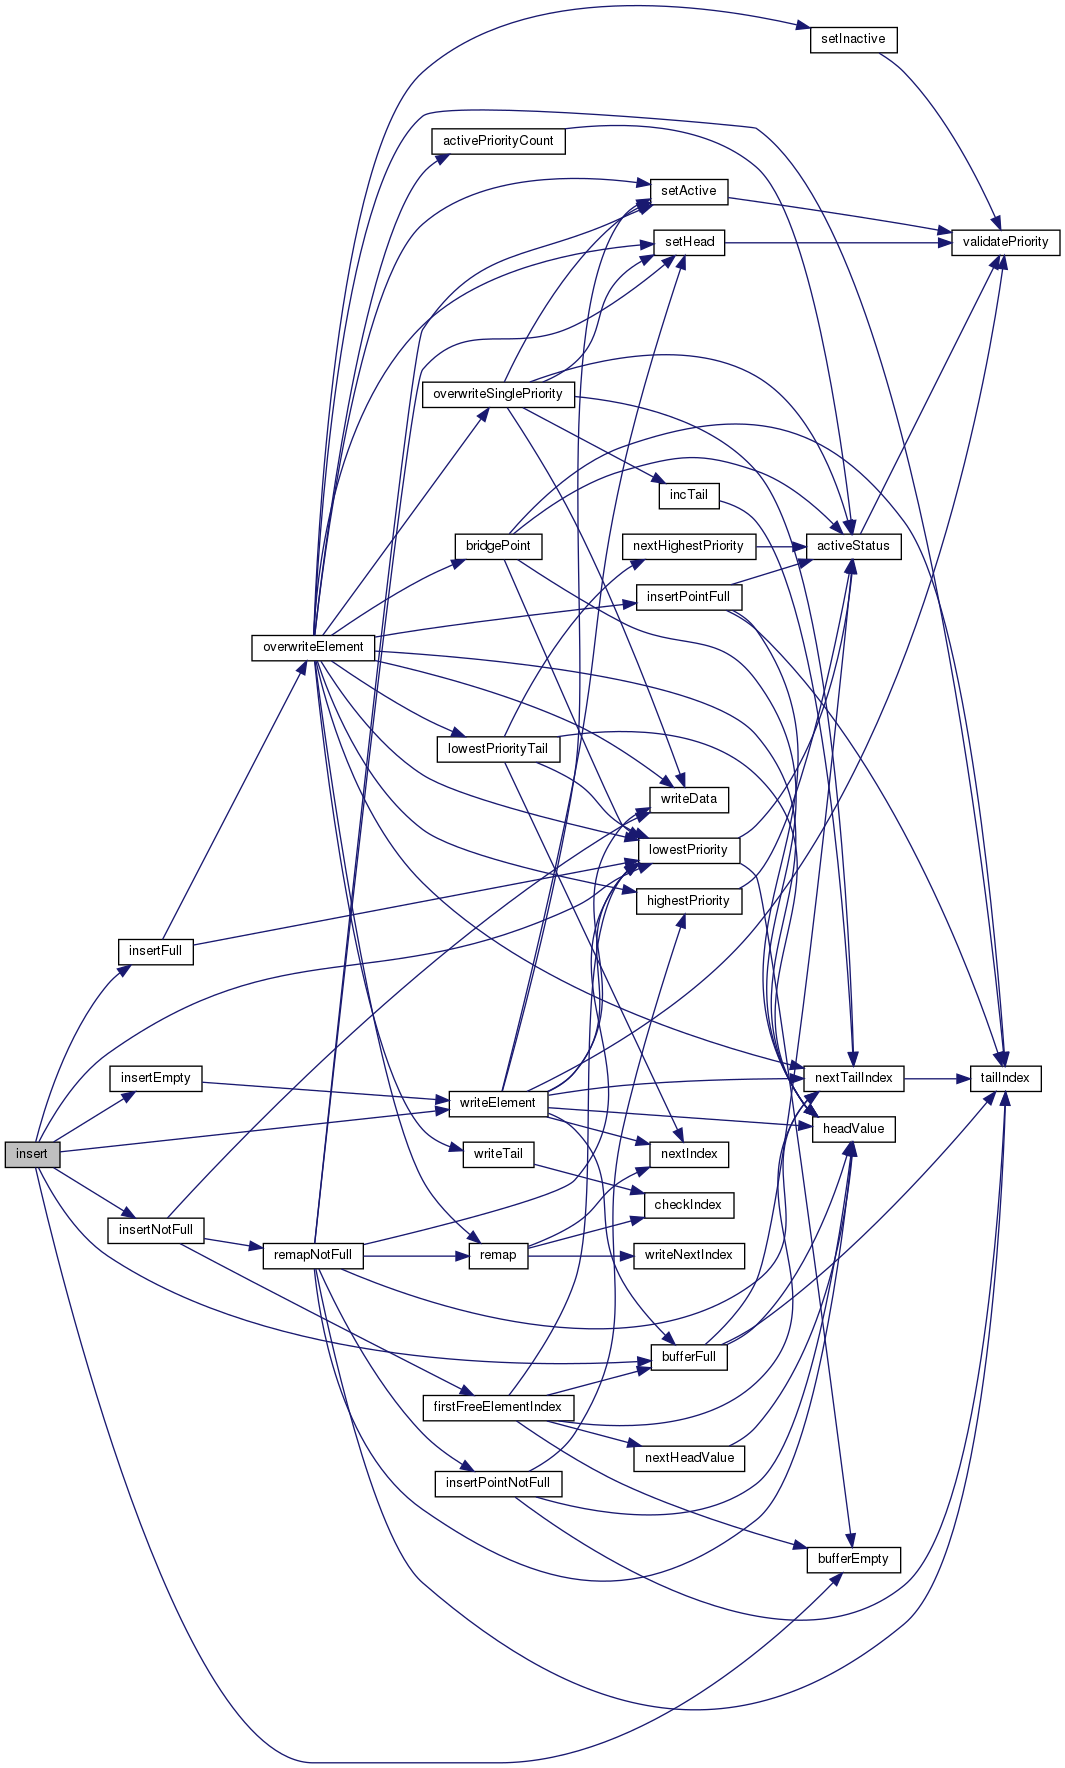 setInactive
activePriorityCount
setActive
setHead
validatePriority
overwriteSinglePriority
incTail
bridgePoint
nextHighestPriority
activeStatus
insertPointFull
overwriteElement
lowestPriorityTail
writeData
lowestPriority
highestPriority
insertFull
insertEmpty
nextTailIndex
tailIndex
writeElement
headValue
insert
writeTail
nextIndex
checkIndex
insertNotFull
remapNotFull
remap
writeNextIndex
bufferFull
firstFreeElementIndex
nextHeadValue
insertPointNotFull
bufferEmpty